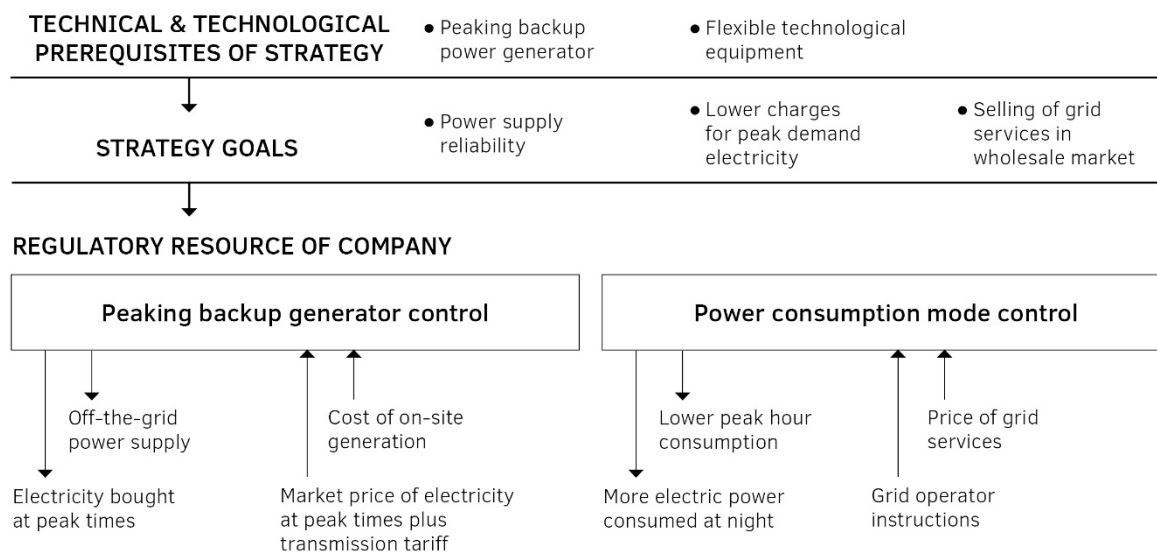 TECHNICAL & TECHNOLOGICAL
PREREQUISITES OF STRATEGY
• Peaking backup
power generator
• Flexible technological
equipment
STRATEGY GOALS
• Power supply
reliability
• Lower charges
for peak demand
electricity
• Selling of grid
services in
wholesale market
REGULATORY RESOURCE OF COMPANY
Peaking backup generator control
Off-the-grid
power supply
Cost of on-site
generation
Electricity bought
at peak times
Market price of electricity
at peak times plus
transmission tariff
Power consumption mode control
Lower peak hour
consumption
Price of grid
services
More electric power
consumed at night
Grid operator
instructions